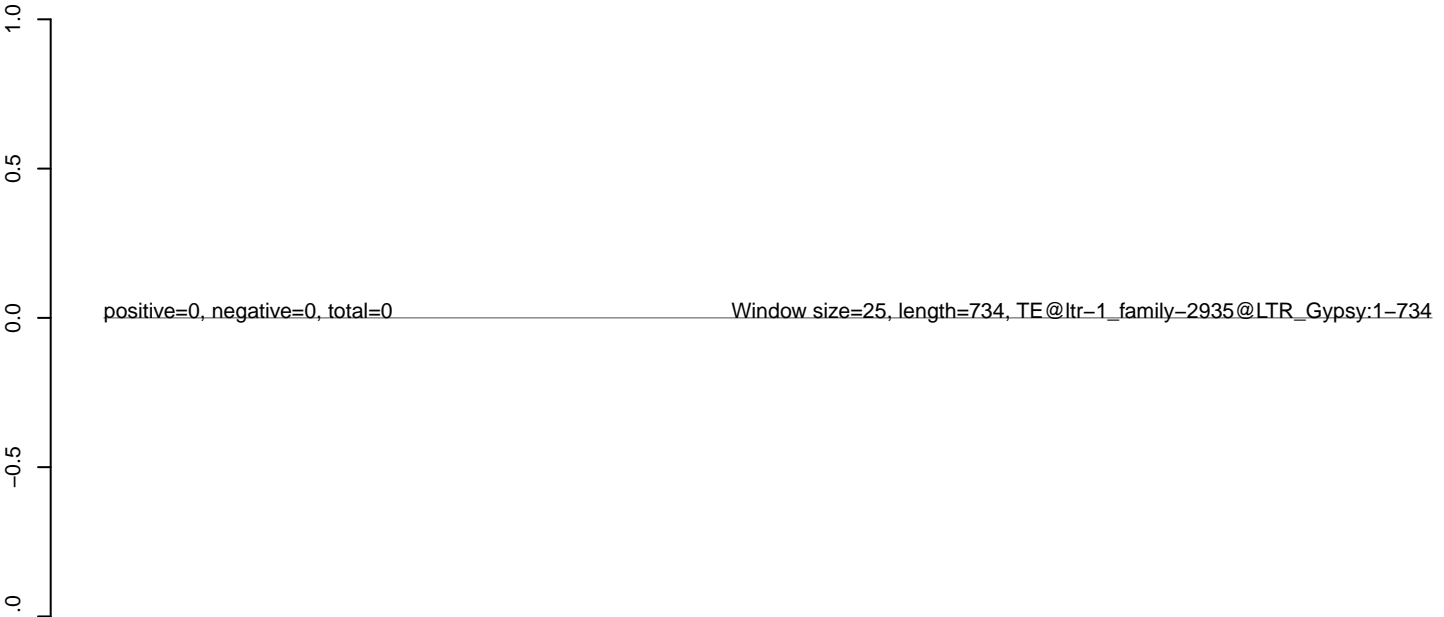 1.0
0.5
0.0
−0.5
.0
positive=0, negative=0, total=0
Window size=25, length=734, TE@ltr−1_family−2935@LTR_Gypsy:1−734